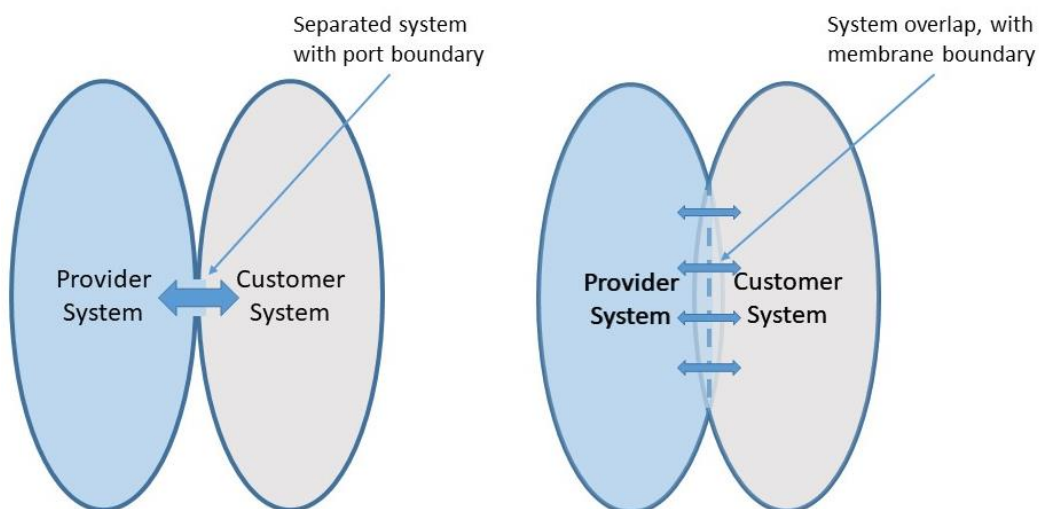 Separated system
with port boundary
System overlap, with
membrane boundary
Provider
System
Customer
System
Provider
System
Customer
System